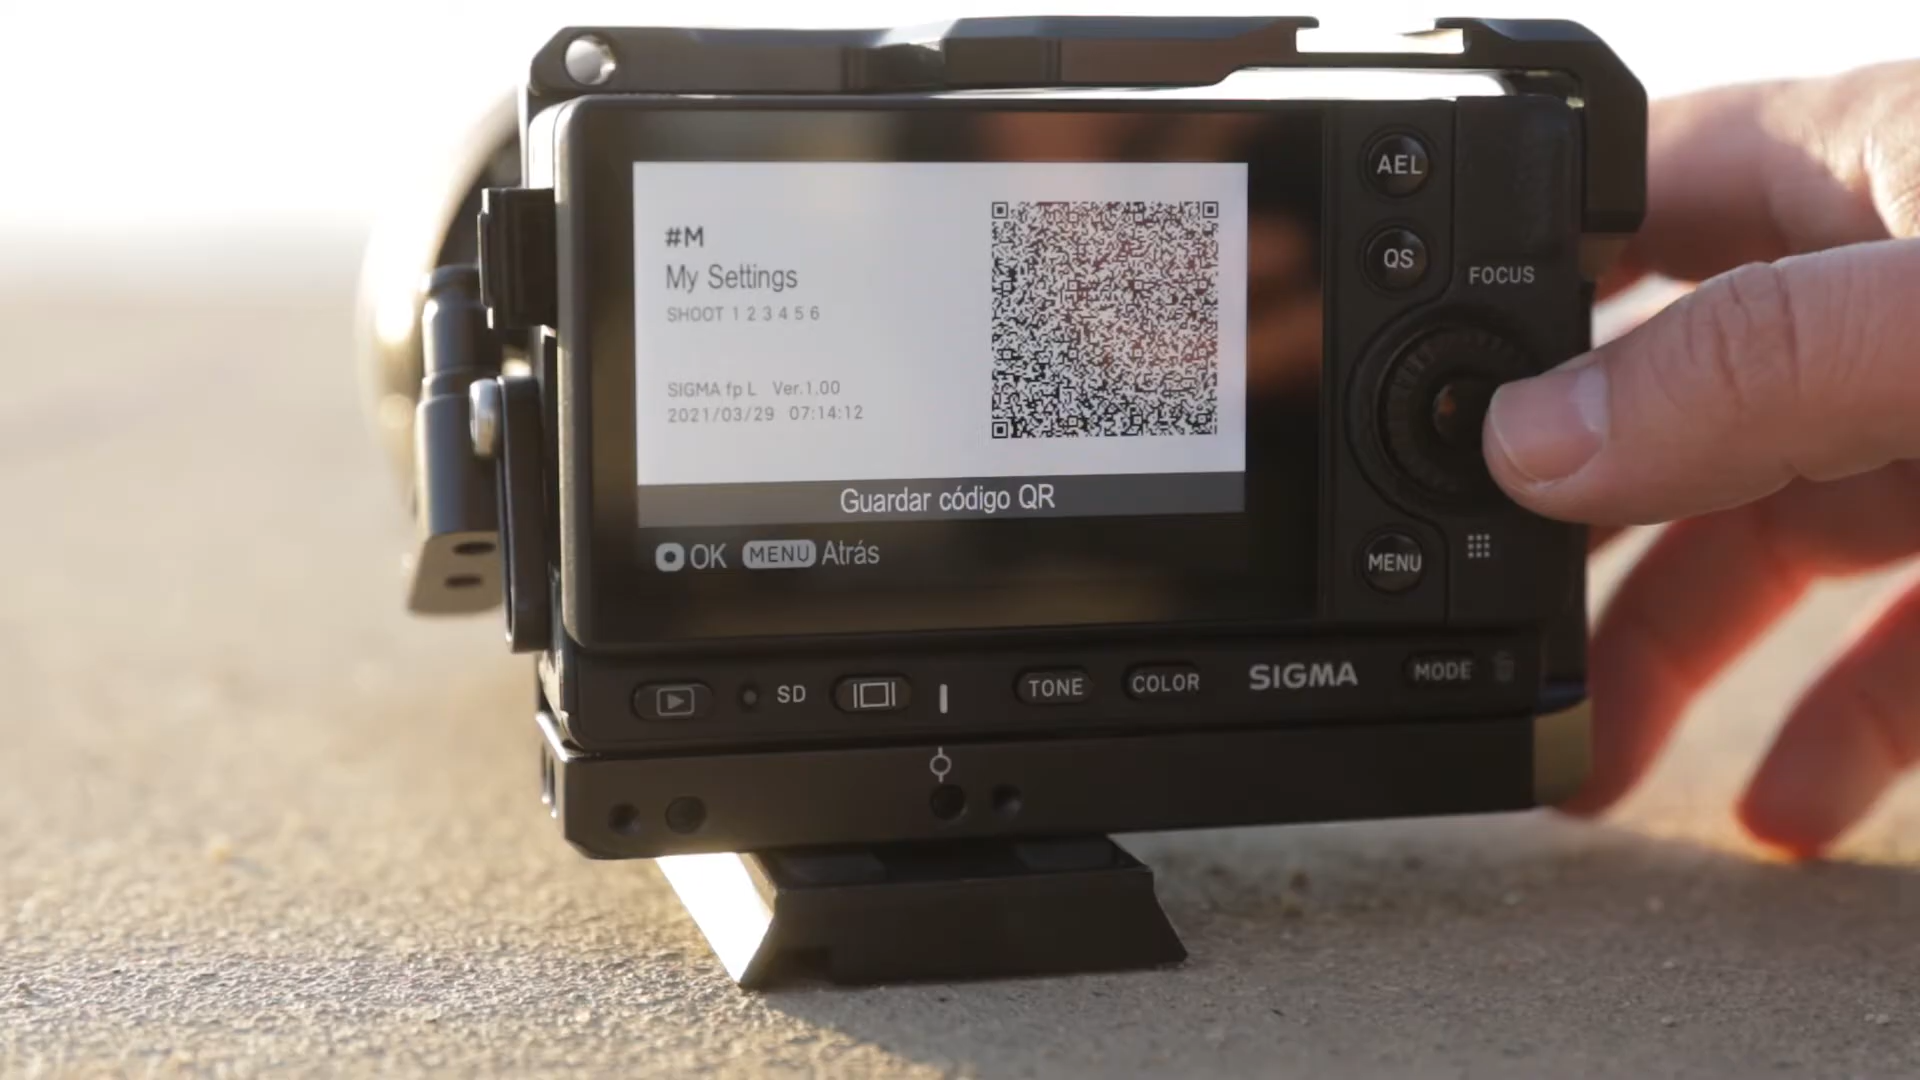 #M
My Settings
SHOOT 1 2 3 4 5 6
SIGMA fp L Ver.1.00
2021/03/29 07:14:12
Guardar código QR
OK MENU Atrás
AEL
QS
FOCUS
MENU
SD
TONE
COLOR
SIGMA
MODE